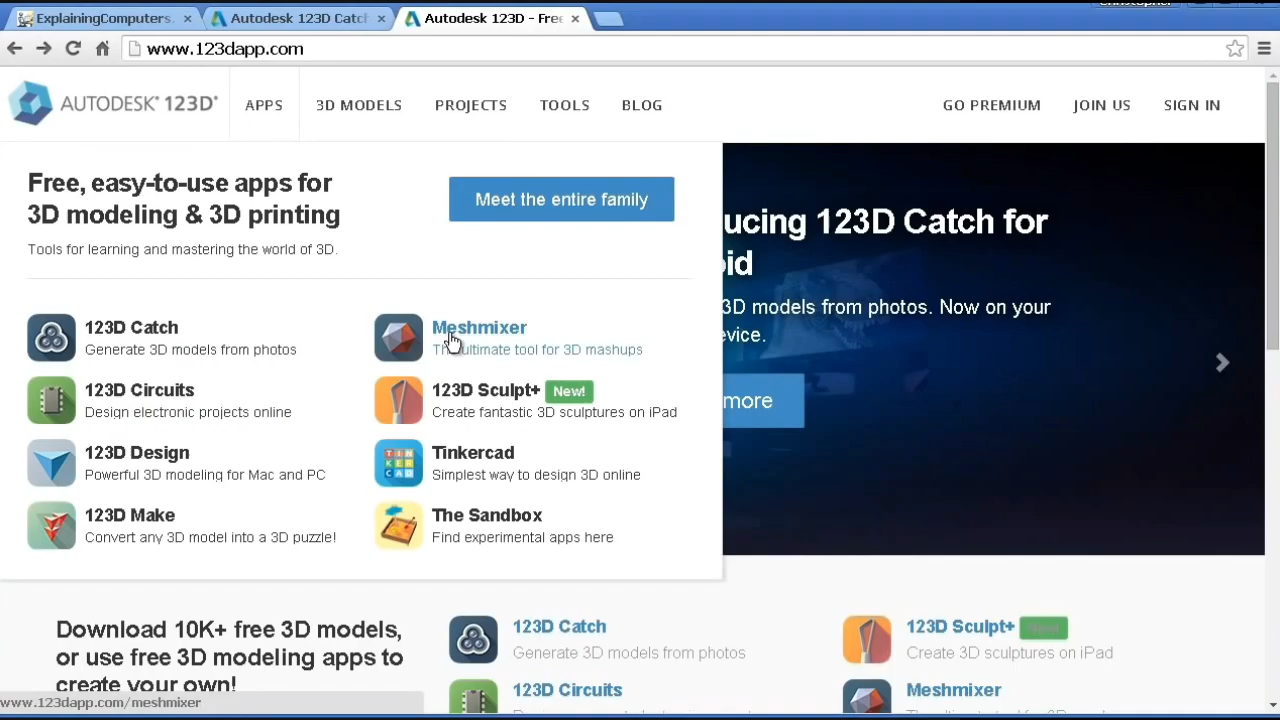 Christopher
ExplainingComputers.
Autodesk 123D Catch
Autodesk 123D - Free
www.123dapp.com
AUTODESK® 123D®
APPS
3D MODELS
PROJECTS
TOOLS
BLOG
GO PREMIUM
JOIN US
SIGN IN
Free, easy-to-use apps for
3D modeling & 3D printing
Tools for learning and mastering the world of 3D.
Meet the entire family
ucing 123D Catch for
oid
3D models from photos. Now on your
evice.
more
123D Catch
Generate 3D models from photos
Meshmixer
The ultimate tool for 3D mashups
123D Circuits
Design electronic projects online
123D Sculpt+ New!
Create fantastic 3D sculptures on iPad
123D Design
Powerful 3D modeling for Mac and PC
TIN
KER
CAD
Tinkercad
Simplest way to design 3D online
123D Make
Convert any 3D model into a 3D puzzle!
The Sandbox
Find experimental apps here
Download 10K+ free 3D models,
or use free 3D modeling apps to
create your own!
123D Catch
Generate 3D models from photos
123D Sculpt+ New!
Create 3D sculptures on iPad
123D Circuits
Meshmixer
www.123dapp.com/meshmixer